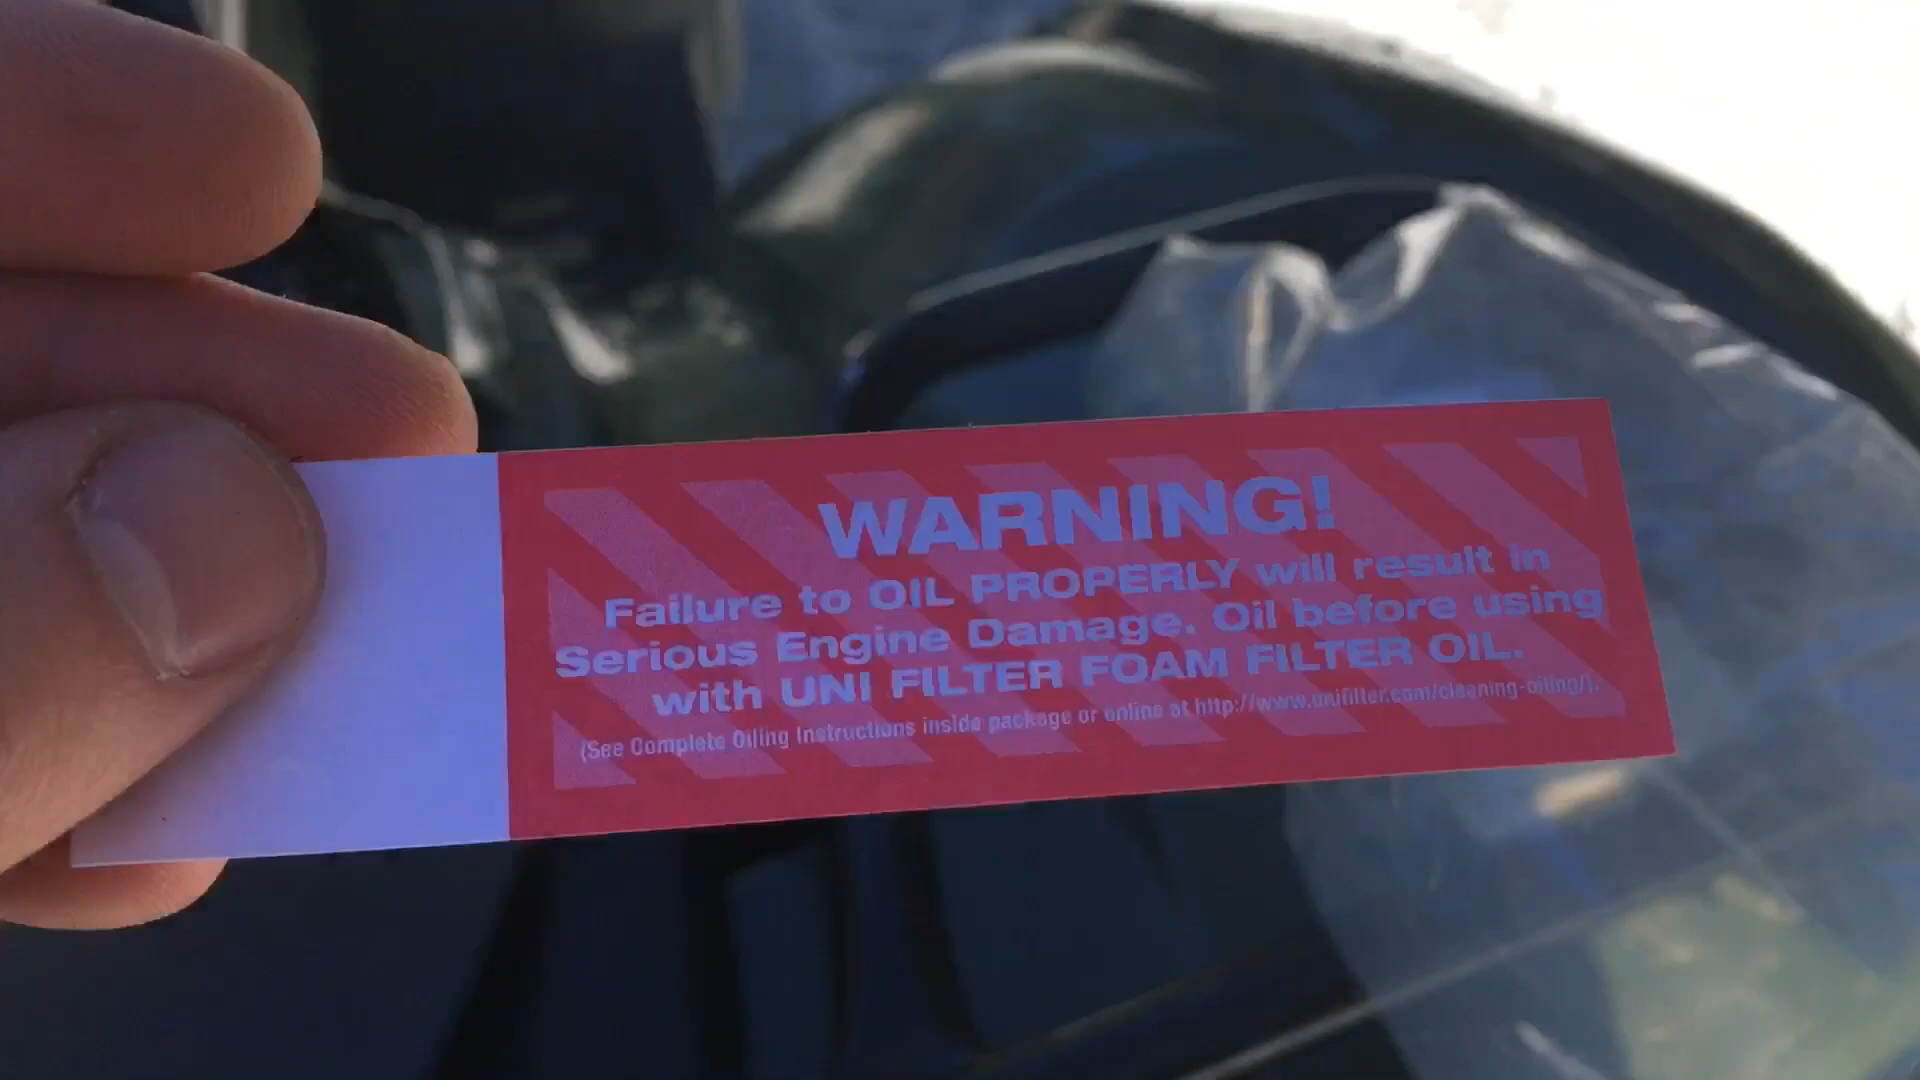 WARNING!
Failure to OIL PROPERLY will result in
Serious Engine Damage. Oil before using
with UNI FILTER FOAM FILTER OIL.
(See Complete Oiling Instructions inside package or online at http://www.unifilter.com/cleaning-oiling/).